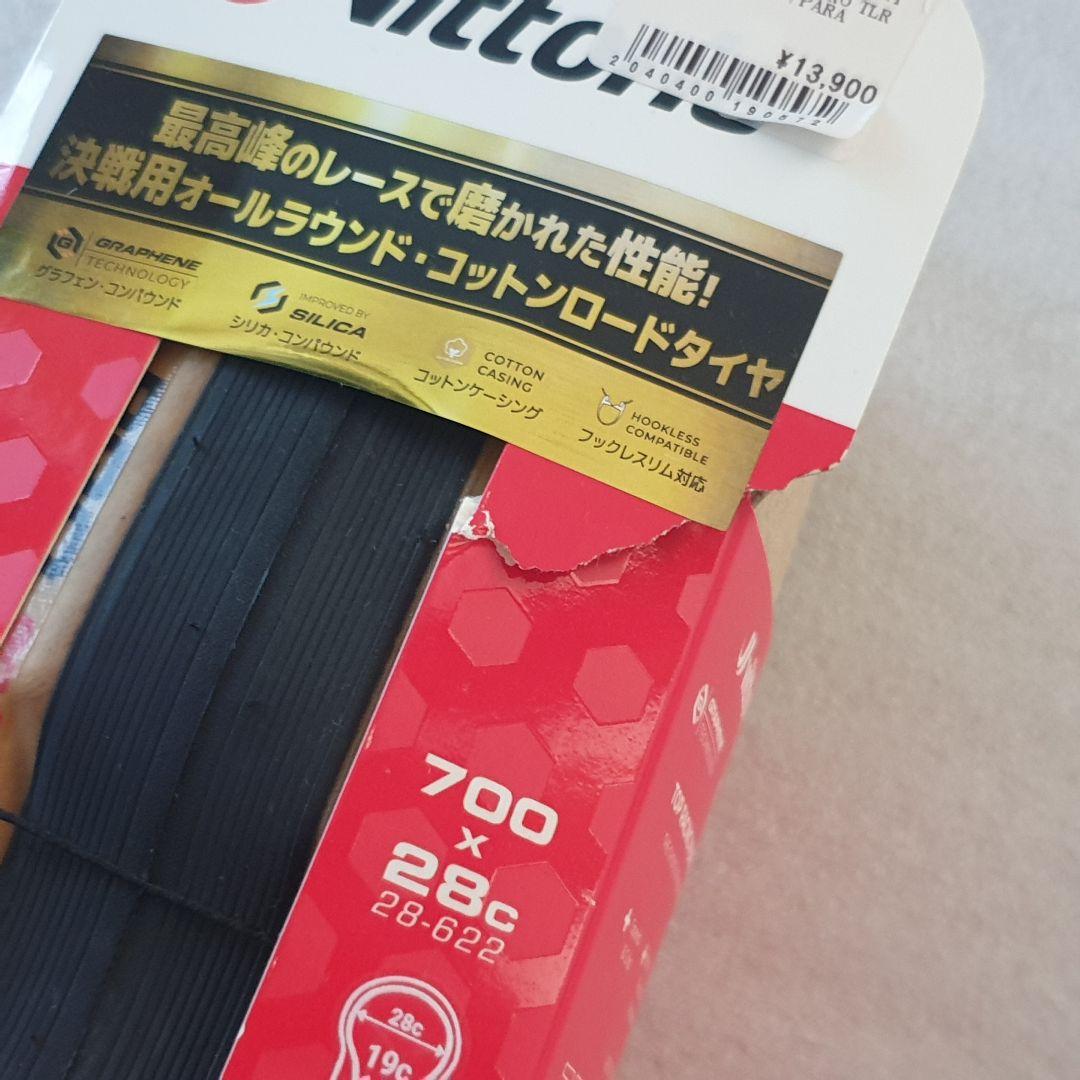 Vittoria
TLR
/PARA
¥13,900
最高峰のレースで磨かれた性能!
決戦用オールラウンド・コットンロードタイヤ
G GRAPHENE
TECHNOLOGY
グラフェン・コンパウンド
IMPROVED BY
SILICA
シリカ・コンパウンド
COTTON
CASING
コットンケーシング
HOOKLESS
COMPATIBLE
フックレスリム対応
700
x
28c
28-622
28c
19c